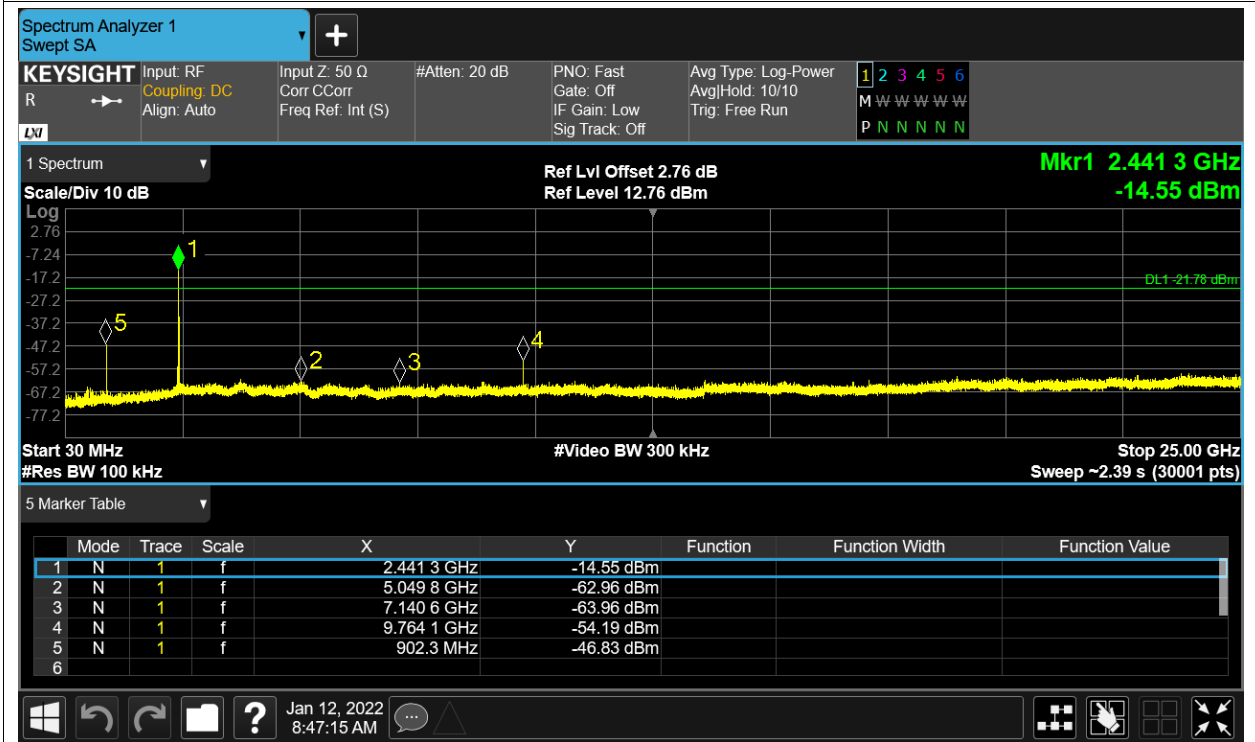 Spectrum Analyzer 1
Swept SA
+
KEYSIGHT
R
LXI
Input: RF
Coupling: DC
Align: Auto
Input Z: 50 Ω
Corr CCorr
Freq Ref: Int (S)
#Atten: 20 dB
PNO: Fast
Gate: Off
IF Gain: Low
Sig Track: Off
Avg Type: Log-Power
Avg|Hold: 10/10
Trig: Free Run
1 2 3 4 5 6
M W W W W W
P N N N N N
1 Spectrum
Scale/Div 10 dB
Ref Lvl Offset 2.76 dB
Ref Level 12.76 dBm
Mkr1 2.441 3 GHz
-14.55 dBm
Log
2.76
-7.24
-17.2
-27.2
-37.2
-47.2
-57.2
-67.2
-77.2
1
DL1 -21.78 dBm
5
4
2
3
Start 30 MHz
#Video BW 300 kHz
Stop 25.00 GHz
#Res BW 100 kHz
Sweep ~2.39 s (30001 pts)
5 Marker Table
Mode Trace Scale X Y Function Function Width Function Value
1 N 1 f 2.441 3 GHz -14.55 dBm
2 N 1 f 5.049 8 GHz -62.96 dBm
3 N 1 f 7.140 6 GHz -63.96 dBm
4 N 1 f 9.764 1 GHz -54.19 dBm
5 N 1 f 902.3 MHz -46.83 dBm
6
?
Jan 12, 2022
8:47:15 AM